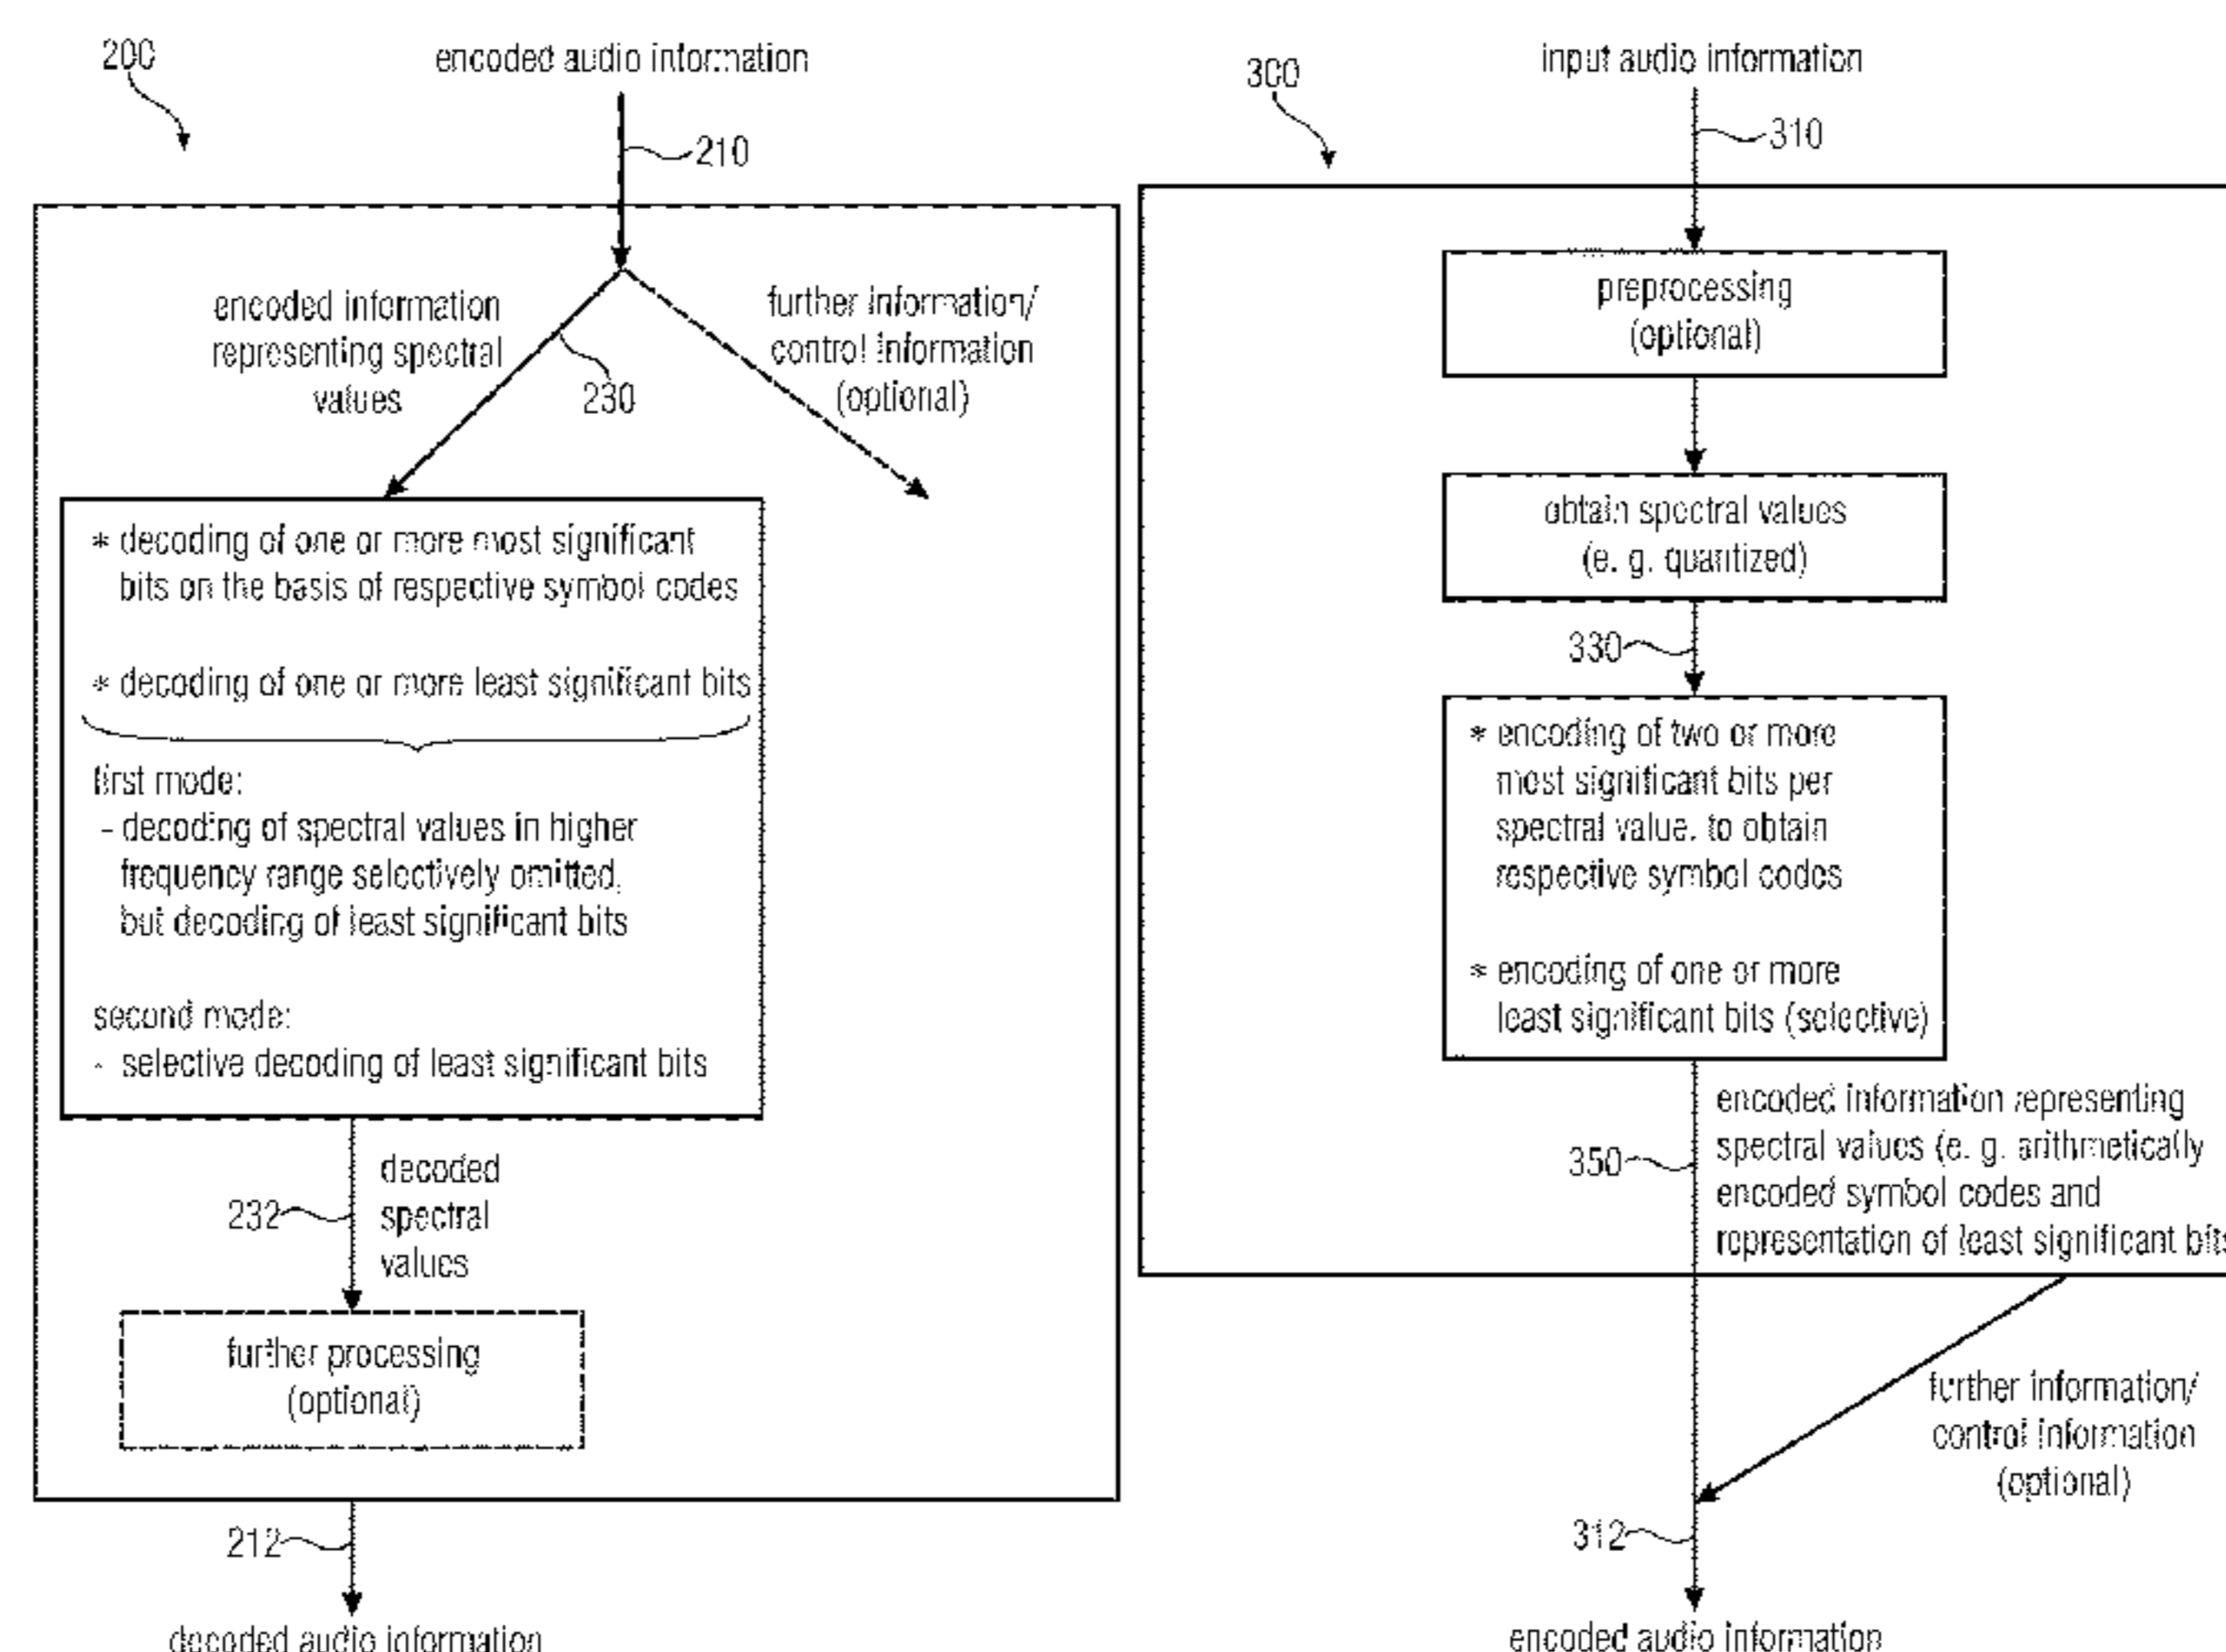 200
encoded audio information
210
encoded information
representing spectral
values
230
further information/
control information
(optional)
* decoding of one or more most significant
bits on the basis of respective symbol codes
* decoding of one or more least significant bits
first mode:
- decoding of spectral values in higher
frequency range selectively omitted,
but decoding of least significant bits
second mode:
- selective decoding of least significant bits
232
decoded
spectral
values
further processing
(optional)
212
decoded audio information
300
input audio information
310
preprocessing
(optional)
obtain spectral values
(e. g. quantized)
330
* encoding of two or more
most significant bits per
spectral value, to obtain
respective symbol codes
* encoding of one or more
least significant bits (selective)
350
encoded information representing
spectral values (e. g. arithmetically
encoded symbol codes and
representation of least significant bits
further information/
control information
(optional)
312
encoded audio information